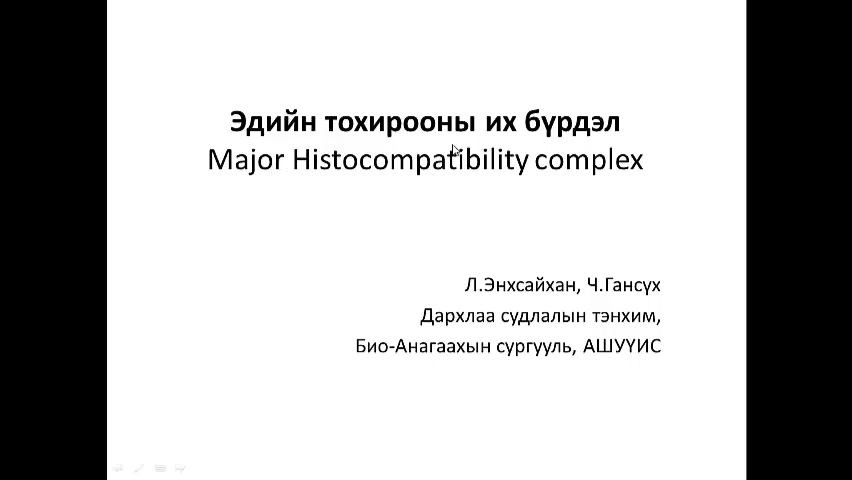 Эдийн тохирооны их бүрдэл
Major Histocompatibility complex
Л.Энхсайхан, Ч.Гансүх
Дархлаа судлалын тэнхим,
Био-Анагаахын сургууль, АШУҮИС